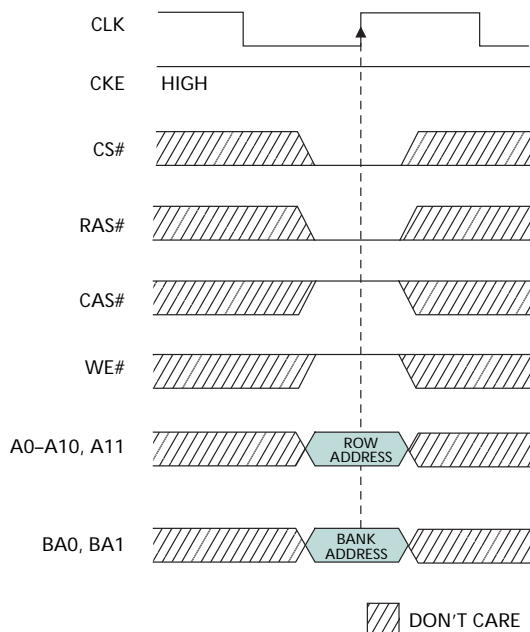 CLK
CKE HIGH
CS#
RAS#
CAS#
WE#
A0–A10, A11
ROW
ADDRESS
BA0, BA1
BANK
ADDRESS
DON'T CARE